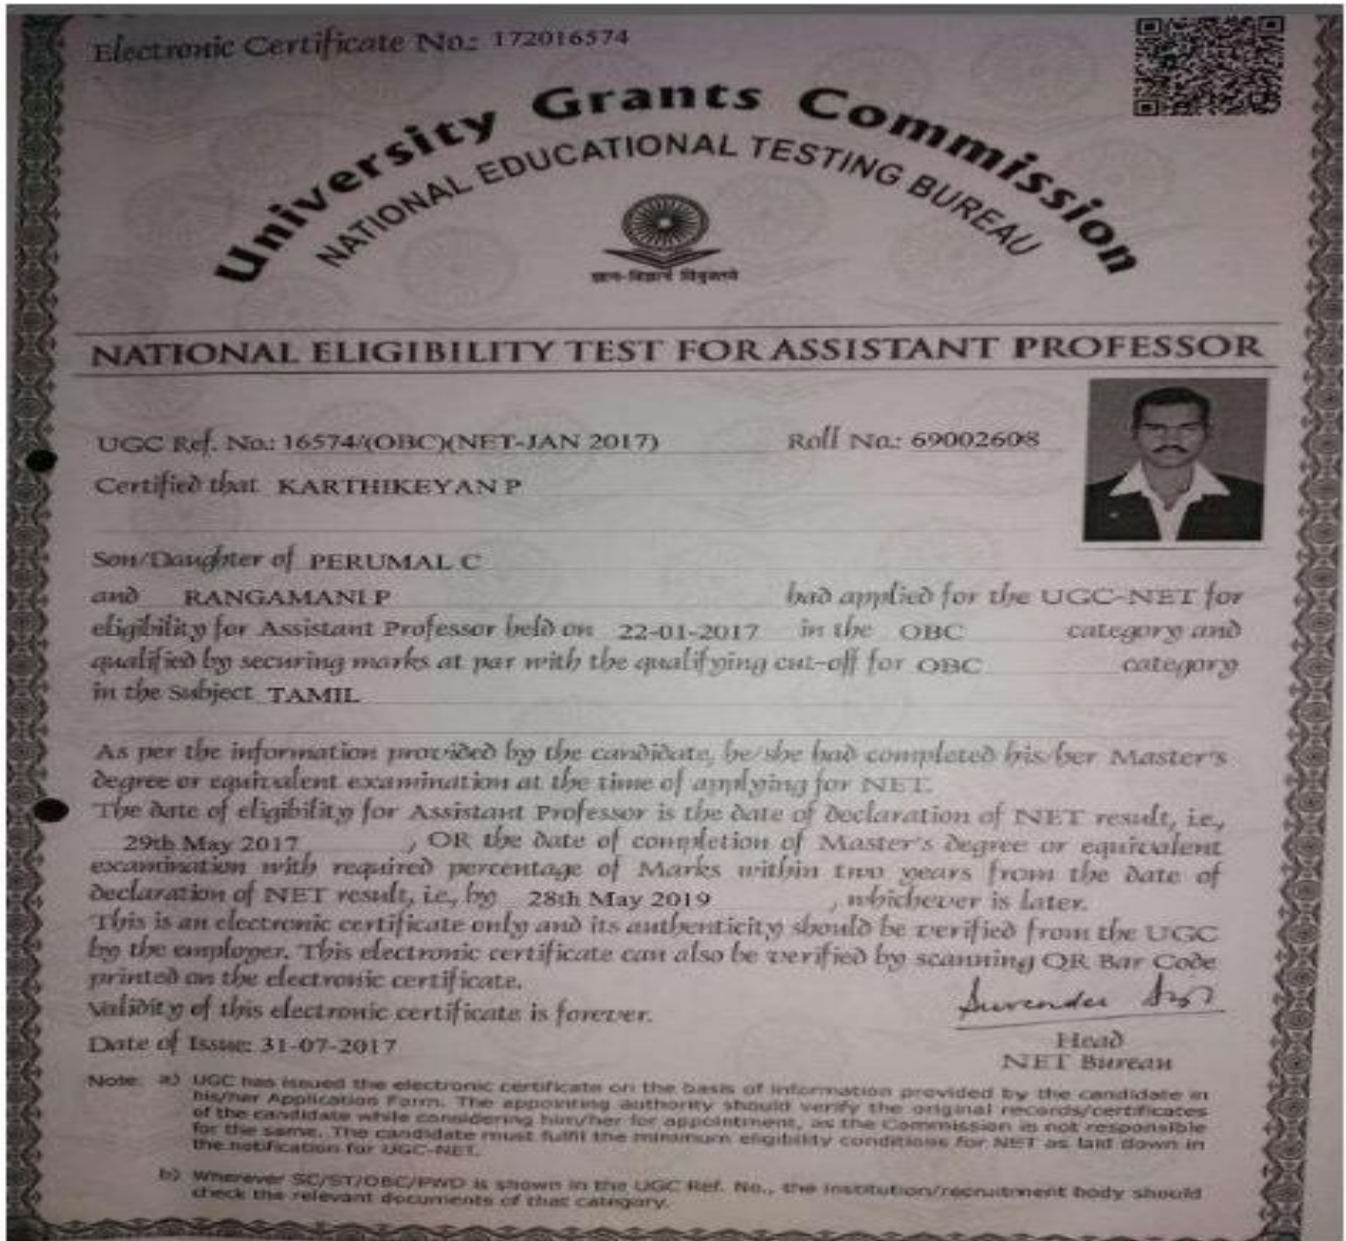 Electronic Certificate No.: 172016574
University Grants Commission
NATIONAL EDUCATIONAL TESTING BUREAU
ज्ञान-विज्ञानं विमुक्तये
NATIONAL ELIGIBILITY TEST FOR ASSISTANT PROFESSOR
UGC Ref. No.: 16574/(OBC)(NET-JAN 2017) Roll No.: 69002608
Certified that KARTHIKEYAN P
Son/Daughter of PERUMAL C
and RANGAMANI P had applied for the UGC-NET for
eligibility for Assistant Professor held on 22-01-2017 in the OBC category and
qualified by securing marks at par with the qualifying cut-off for OBC category
in the Subject TAMIL
As per the information provided by the candidate, he/she had completed his/her Master's
degree or equivalent examination at the time of applying for NET.
The date of eligibility for Assistant Professor is the date of declaration of NET result, i.e.,
29th May 2017 , OR the date of completion of Master's degree or equivalent
examination with required percentage of Marks within two years from the date of
declaration of NET result, i.e., by 28th May 2019 , whichever is later.
This is an electronic certificate only and its authenticity should be verified from the UGC
by the employer. This electronic certificate can also be verified by scanning QR Bar Code
printed on the electronic certificate.
Validity of this electronic certificate is forever.
Date of Issue: 31-07-2017
Surender
Head
NET Bureau
Note: a) UGC has issued the electronic certificate on the basis of information provided by the candidate in
his/her Application Form. The appointing authority should verify the original records/certificates
of the candidate while considering him/her for appointment, as the Commission is not responsible
for the same. The candidate must fulfil the minimum eligibility conditions for NET as laid down in
the notification for UGC-NET.
b) Wherever SC/ST/OBC/PWD is shown in the UGC Ref. No., the institution/recruitment body should
check the relevant documents of that category.